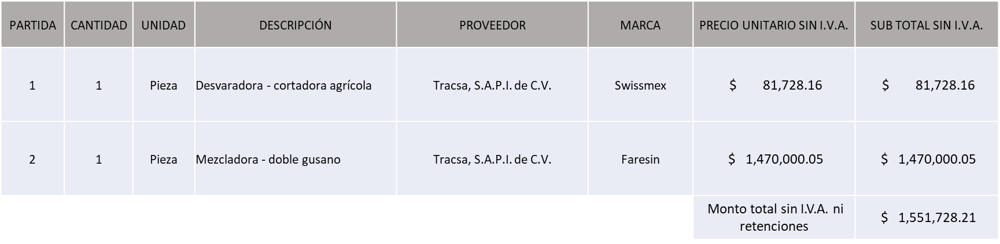 PARTIDA CANTIDAD UNIDAD DESCRIPCIÓN PROVEEDOR MARCA PRECIO UNITARIO SIN I.V.A. SUB TOTAL SIN I.V.A.
1 1 Pieza Desvaradora - cortadora agrícola Tracsa, S.A.P.I. de C.V. Swissmex $ 81,728.16 $ 81,728.16
2 1 Pieza Mezcladora - doble gusano Tracsa, S.A.P.I. de C.V. Faresin $ 1,470,000.05 $ 1,470,000.05
Monto total sin I.V.A. ni
retenciones $ 1,551,728.21